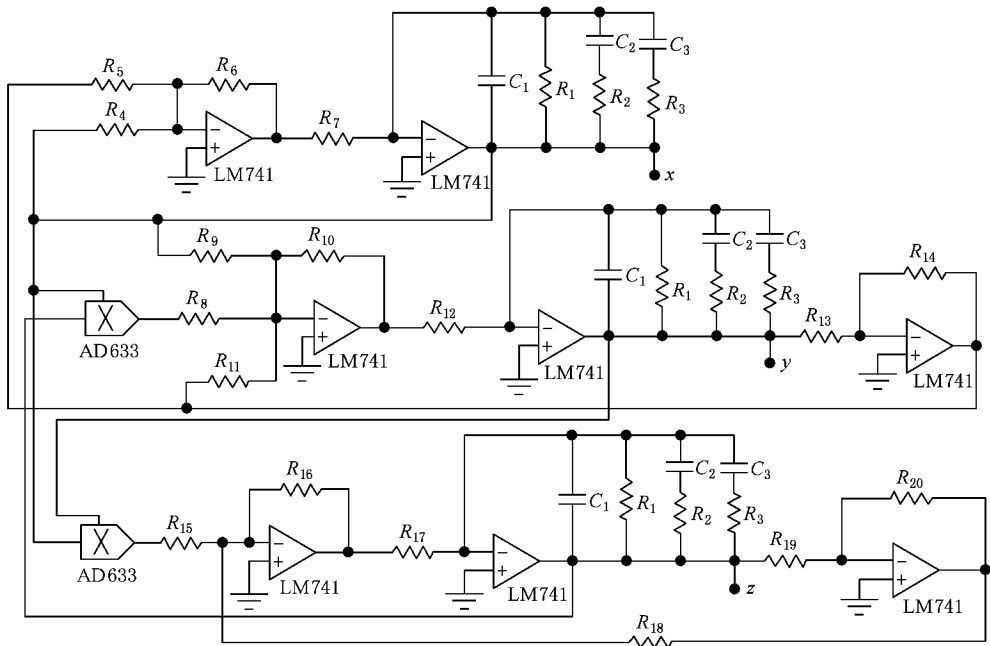 R5
R6
R4
R7
C1
R1
C2
R2
C3
R3
−
+
LM741
−
+
LM741
x
R9
R10
R8
R11
AD633
X
−
+
LM741
R12
−
+
LM741
C1
R1
C2
R2
C3
R3
y
R13
R14
−
+
LM741
R16
R15
AD633
X
−
+
LM741
R17
−
+
LM741
C1
R1
C2
R2
C3
R3
z
R19
R20
−
+
LM741
R18